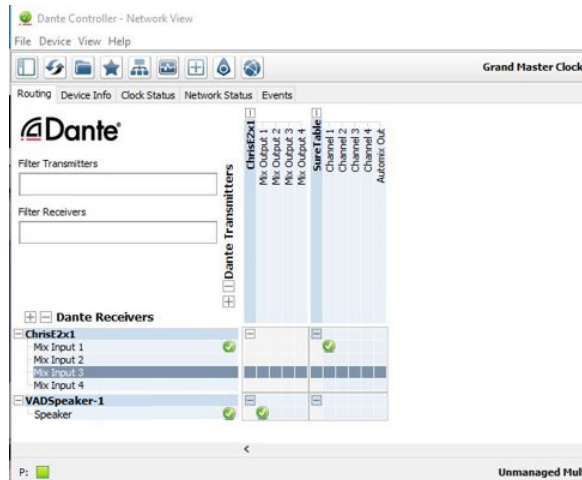 Dante Controller - Network View
File Device View Help
Grand Master Clock
Routing Device Info Clock Status Network Status Events
Dante
Filter Transmitters
Filter Receivers
Dante Transmitters
ChrisE2x1
Mix Output 1
Mix Output 2
Mix Output 3
Mix Output 4
SureTable
Channel 1
Channel 2
Channel 3
Channel 4
Automix Out
Dante Receivers
ChrisE2x1
Mix Input 1
Mix Input 2
Mix Input 3
Mix Input 4
VADSpeaker-1
Speaker
P:
Unmanaged Mul